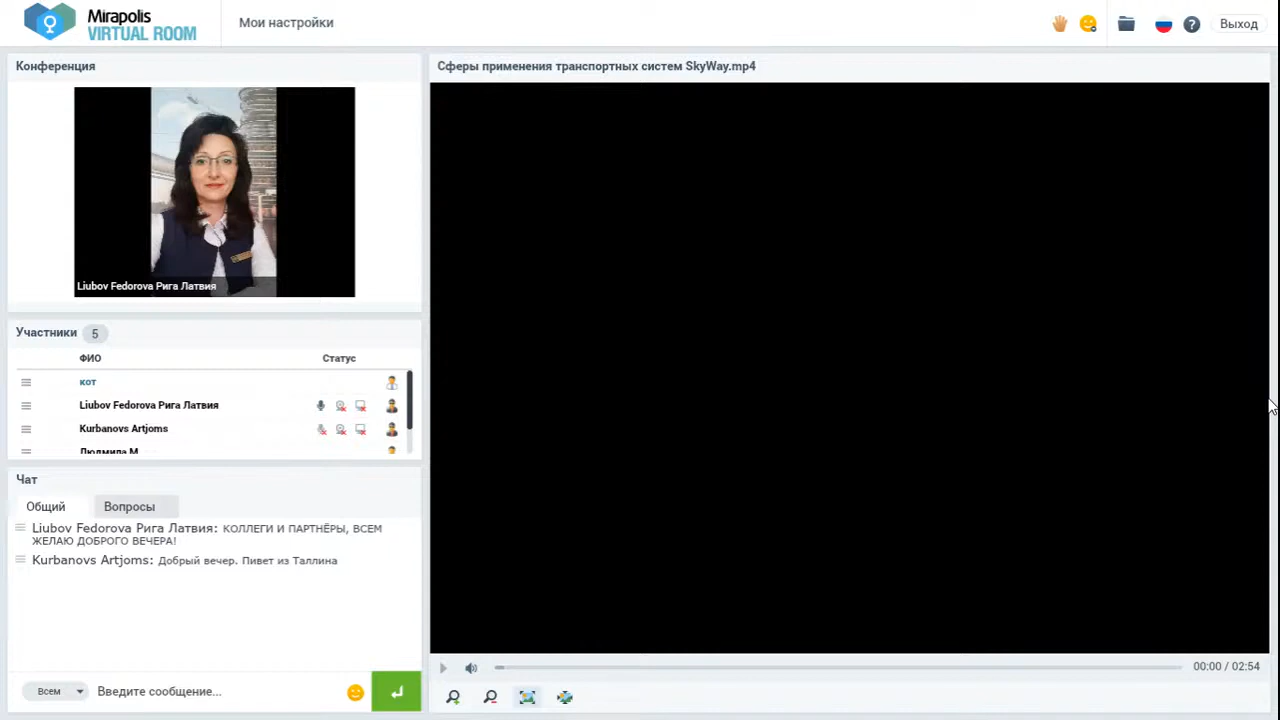 Mirapolis
VIRTUAL ROOM
Мои настройки
Выход
Конференция
Liubov Fedorova Рига Латвия
Участники 5
ФИО Статус
кот
Liubov Fedorova Рига Латвия
Kurbanovs Artjoms
Людмила М
Чат
Общий Вопросы
Liubov Fedorova Рига Латвия: КОЛЛЕГИ И ПАРТНЁРЫ, ВСЕМ
ЖЕЛАЮ ДОБРОГО ВЕЧЕРА!
Kurbanovs Artjoms: Добрый вечер. Пивет из Таллина
Всем Введите сообщение...
Сферы применения транспортных систем SkyWay.mp4
00:00 / 02:54